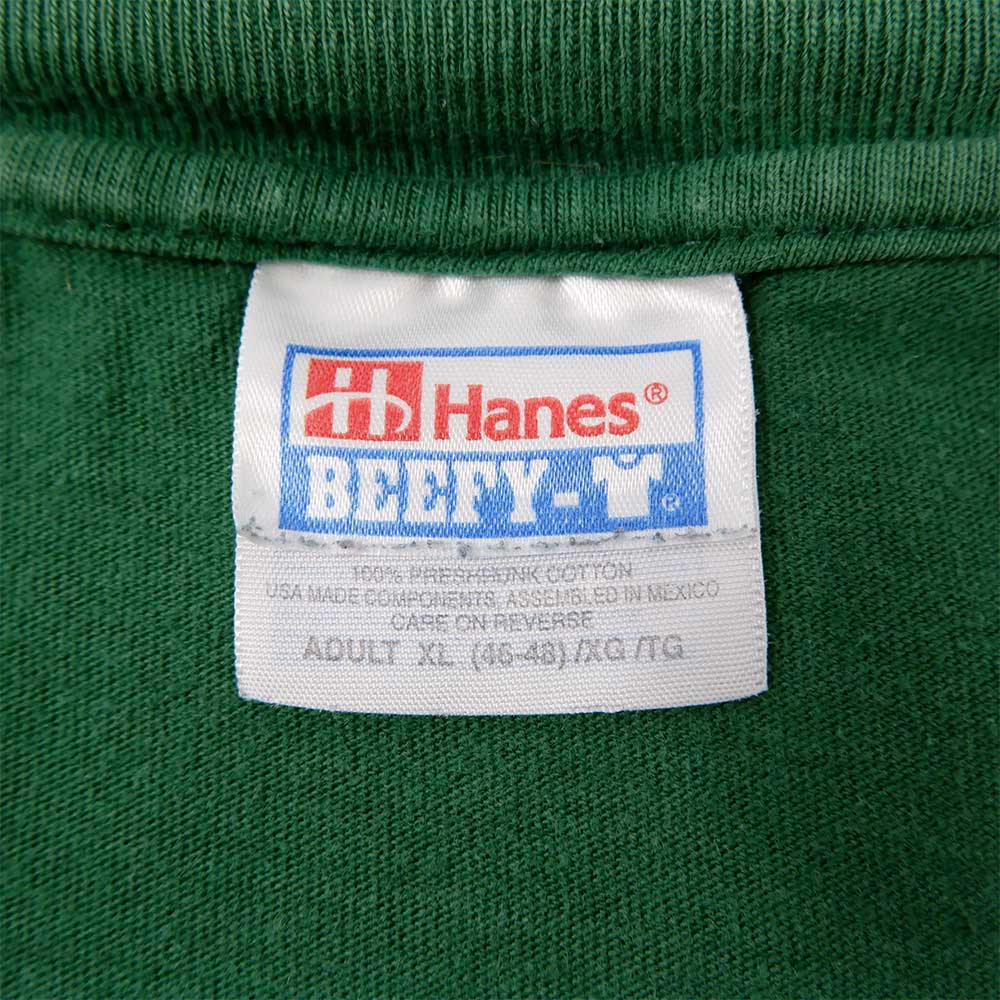 Hanes®
BEEFY-T®
100% PRESHRUNK COTTON
USA MADE COMPONENTS, ASSEMBLED IN MEXICO
CARE ON REVERSE
ADULT XL (46-48) /XG /TG